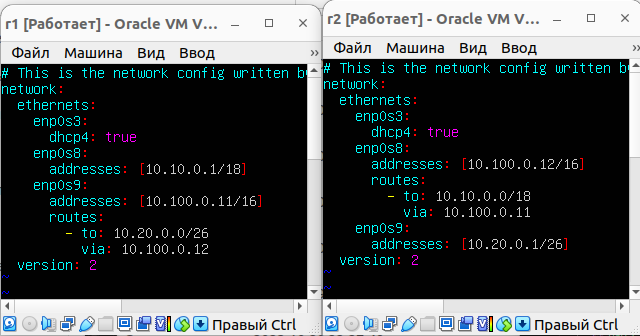 r1 [Работает] - Oracle VM V...
Файл Машина Вид Ввод »
# This is the network config written b
network:
  ethernets:
    enp0s3:
      dhcp4: true
    enp0s8:
      addresses: [10.10.0.1/18]
    enp0s9:
      addresses: [10.100.0.11/16]
      routes:
        - to: 10.20.0.0/26
          via: 10.100.0.12
  version: 2
~
~
Правый Ctrl
r2 [Работает] - Oracle VM V...
Файл Машина Вид Ввод »
# This is the network config written b
network:
  ethernets:
    enp0s3:
      dhcp4: true
    enp0s8:
      addresses: [10.100.0.12/16]
      routes:
        - to: 10.10.0.0/18
          via: 10.100.0.11
    enp0s9:
      addresses: [10.20.0.1/26]
  version: 2
~
~
Правый Ctrl